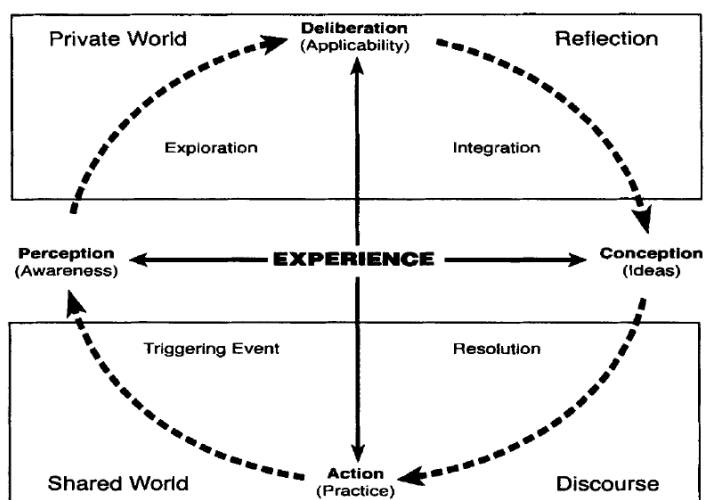 Private World
Deliberation
(Applicability)
Reflection
Exploration
Integration
Perception
(Awareness)
EXPERIENCE
Conception
(Ideas)
Triggering Event
Resolution
Shared World
Action
(Practice)
Discourse